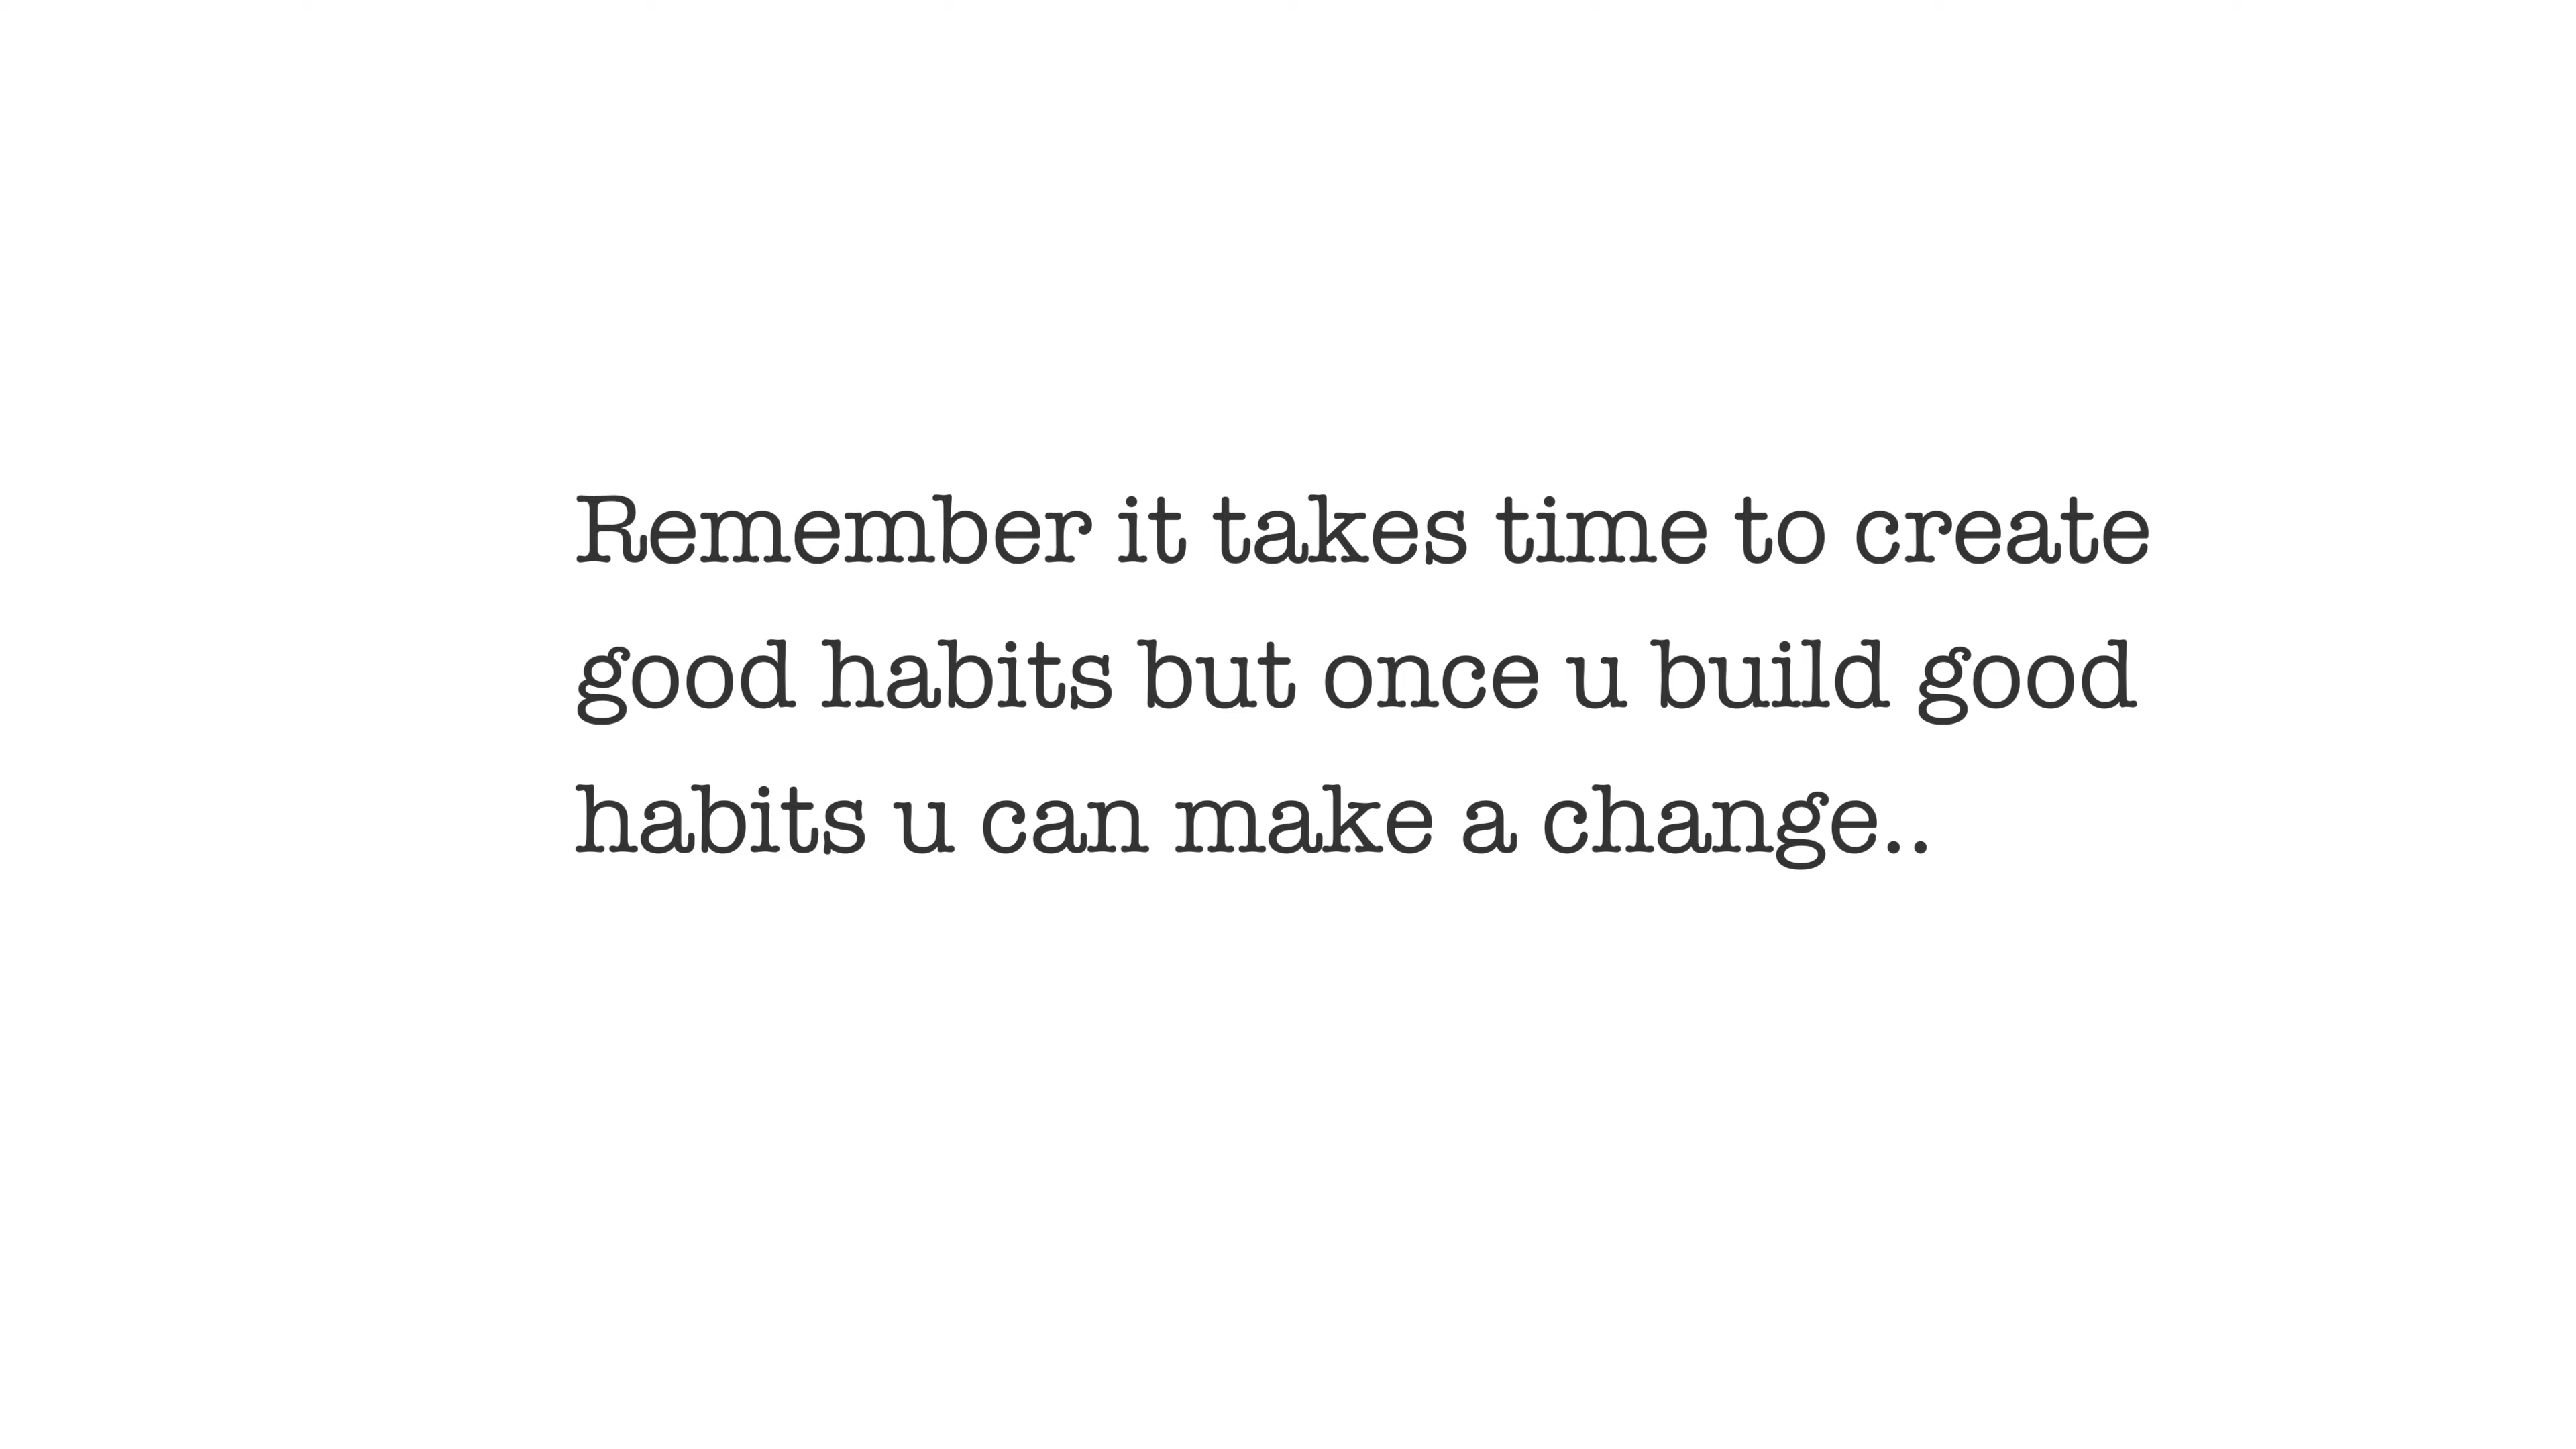 Remember it takes time to create
good habits but once u build good
habits u can make a change..